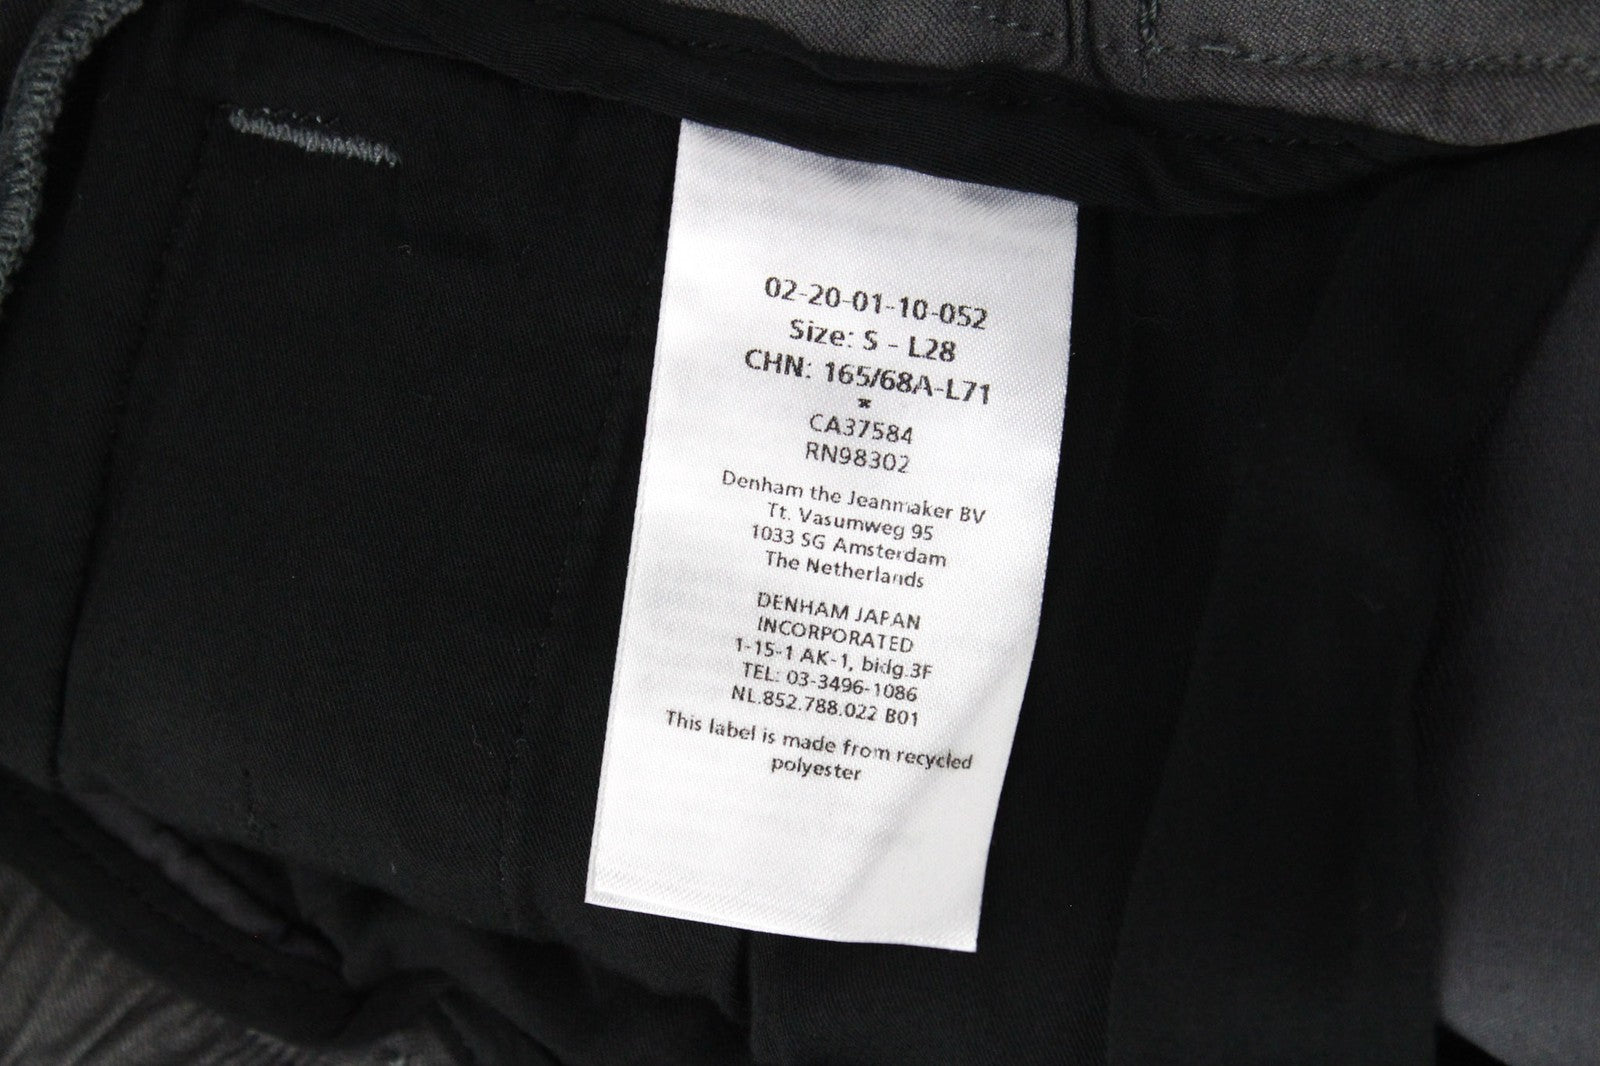 02-20-01-10-052
Size: S - L28
CHN: 165/68A-L71
*
CA37584
RN98302
Denham the Jeanmaker BV
Tt. Vasumweg 95
1033 SG Amsterdam
The Netherlands
DENHAM JAPAN
INCORPORATED
1-15-1 AK-1, bldg.3F
TEL: 03-3496-1086
NL.852.788.022 B01
This label is made from recycled
polyester